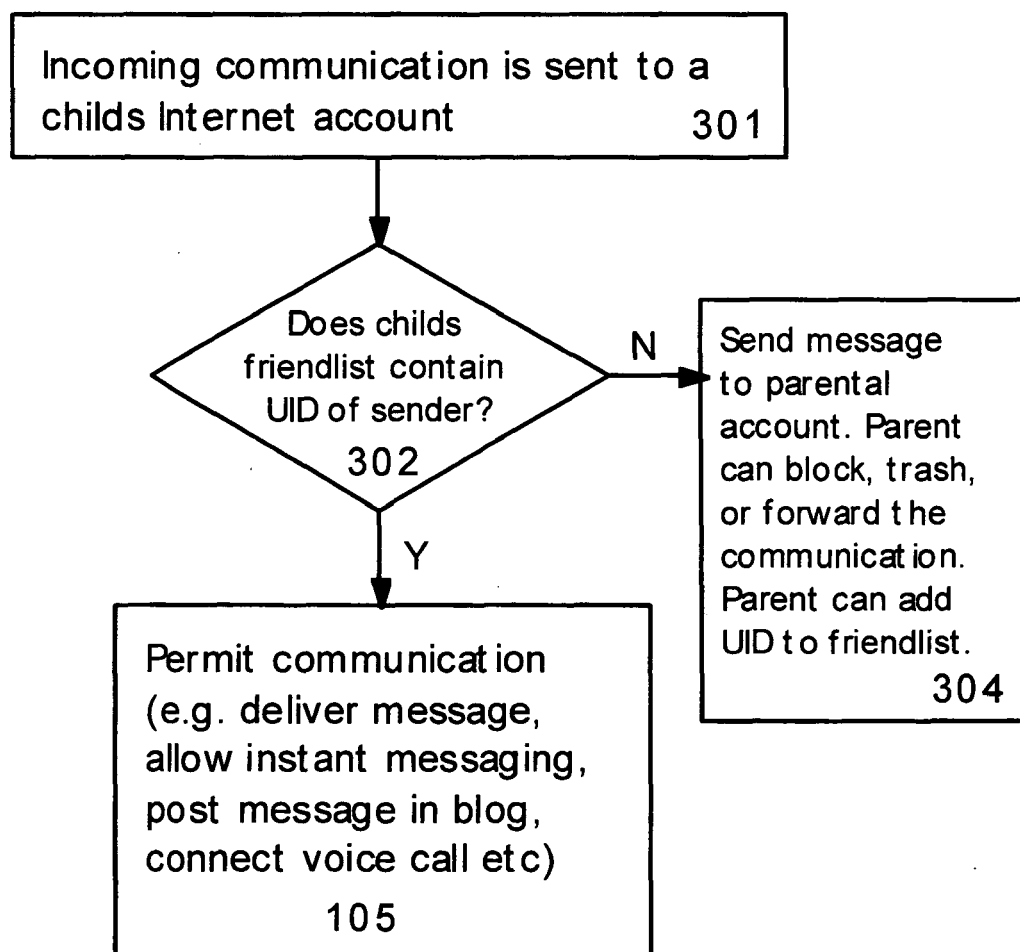 Incoming communication is sent to a
childs Internet account
301
Does childs
friendlist contain
UID of sender?
302
N
Send message
to parental
account. Parent
can block, trash,
or forward the
communication.
Parent can add
UID to friendlist.
304
Y
Permit communication
(e.g. deliver message,
allow instant messaging,
post message in blog,
connect voice call etc)
105